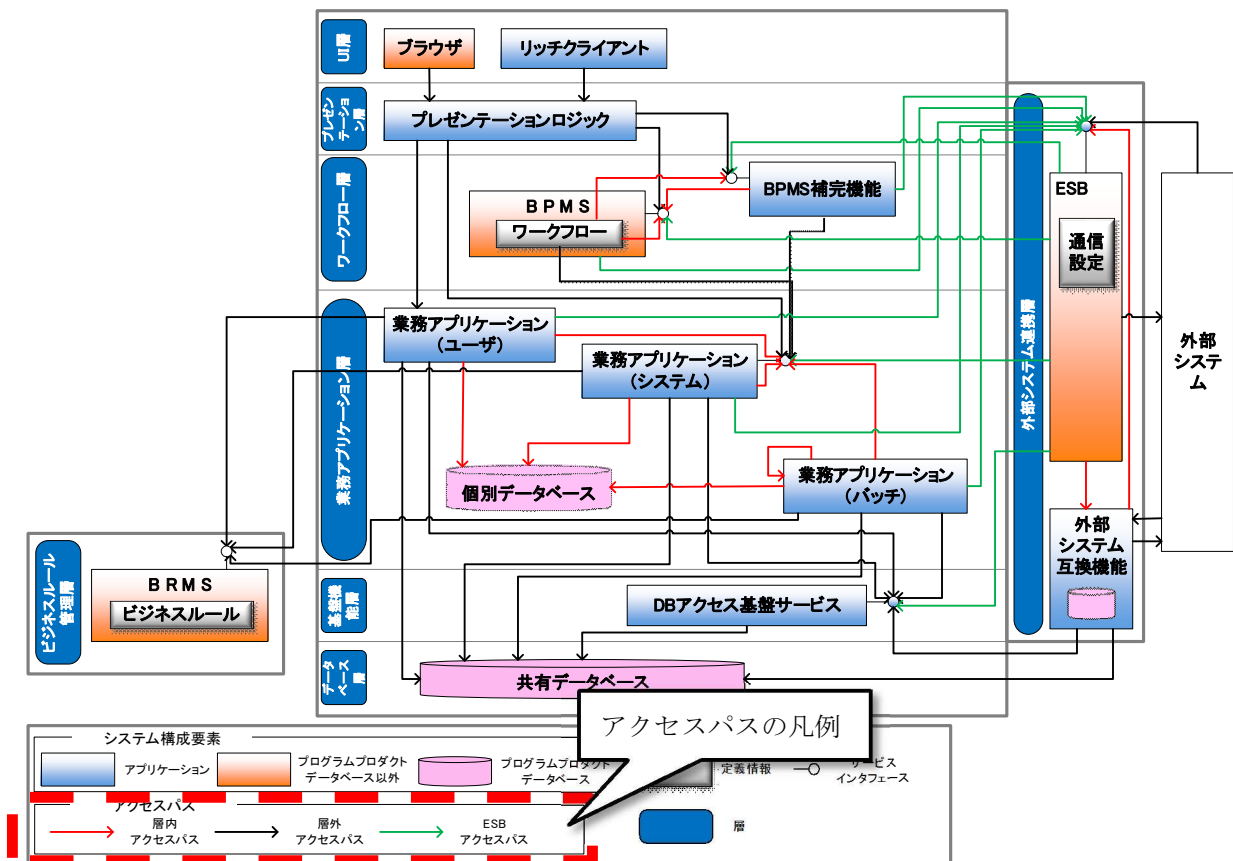 UI層
ブラウザ
リッチクライアント
プレゼン
テーション層
プレゼンテーションロジック
ワークフロー層
BPMS補完機能
BPMS
ワークフロー
外部システム連携層
ESB
通信
設定
外部
システ
ム
業務アプリケーション層
業務アプリケーション
(ユーザ)
業務アプリケーション
(システム)
業務アプリケーション
(バッチ)
個別データベース
外部
システム
互換機能
ビジネスルール
管理層
BRMS
ビジネスルール
基盤機
能層
DBアクセス基盤サービス
データベース
層
共有データベース
アクセスパスの凡例
システム構成要素
アプリケーション
プログラムプロダクト
データベース以外
プログラムプロダクト
データベース
定義情報
サービス
インタフェース
アクセスパス
層内
アクセスパス
層外
アクセスパス
ESB
アクセスパス
層